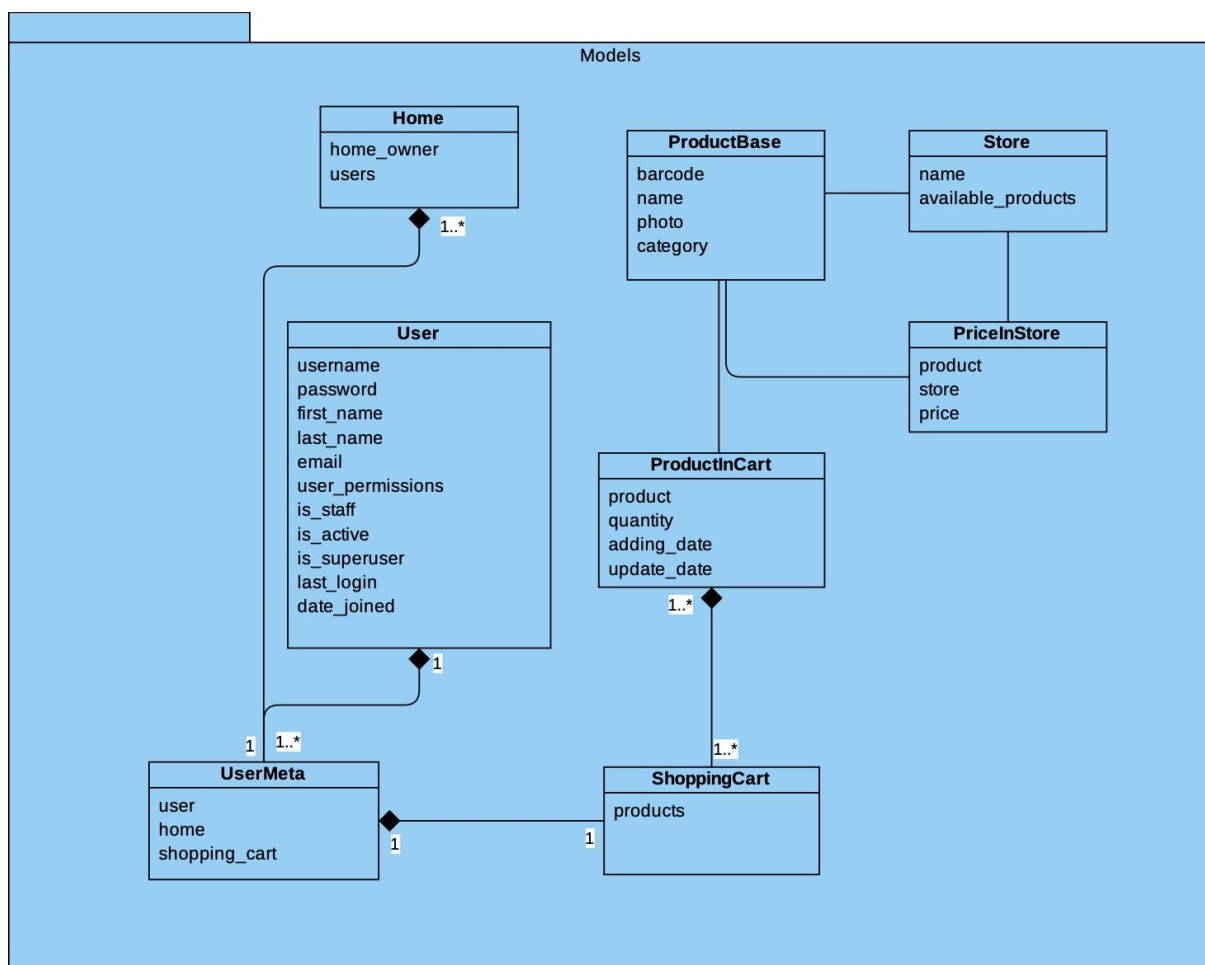 Models
Home
home_owner
users
1..*
ProductBase
barcode
name
photo
category
Store
name
available_products
User
username
password
first_name
last_name
email
user_permissions
is_staff
is_active
is_superuser
last_login
date_joined
1
PriceInStore
product
store
price
ProductInCart
product
quantity
adding_date
update_date
1..*
1
1..*
UserMeta
user
home
shopping_cart
1
1
1..*
ShoppingCart
products